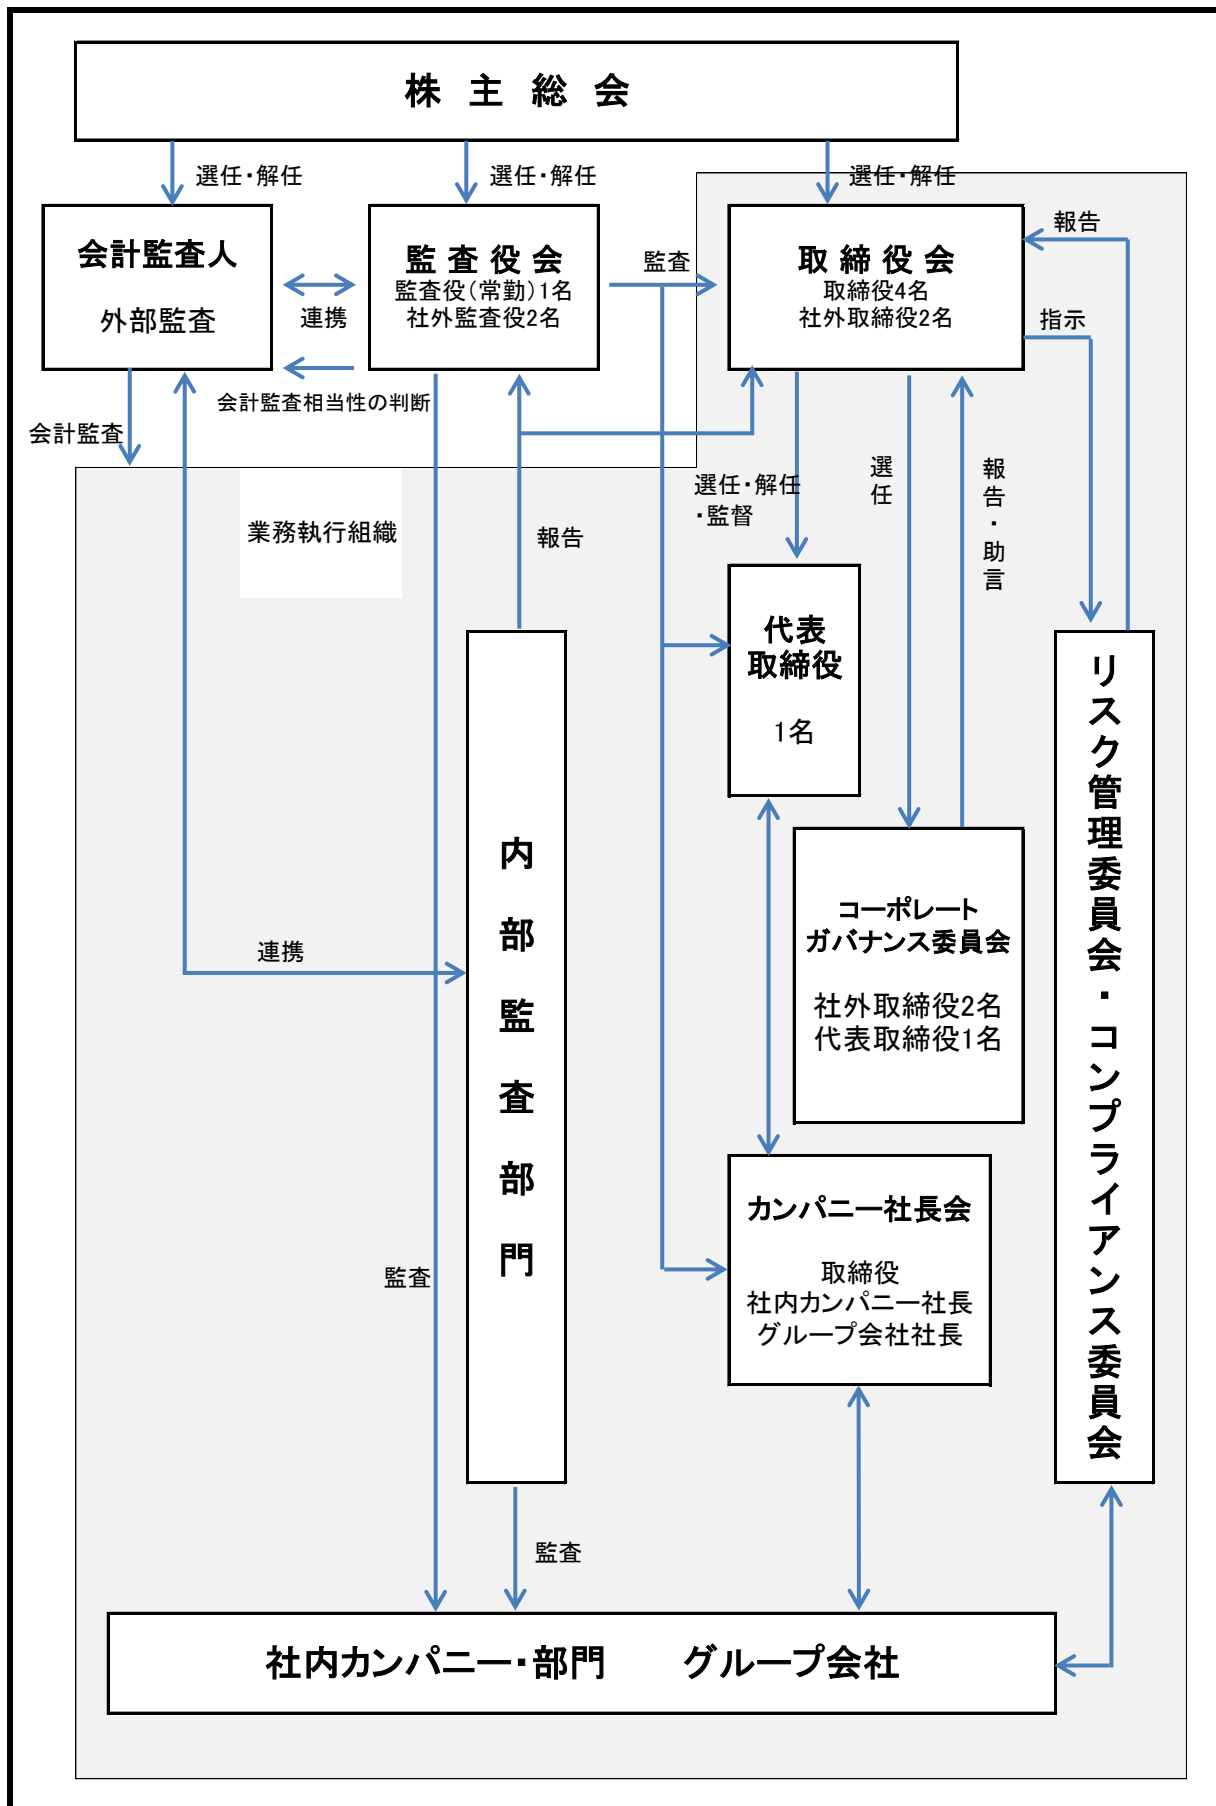 株主総会
選任・解任
選任・解任
選任・解任
会計監査人
外部監査
連携
会計監査相当性の判断
監査役会
監査役(常勤)1名
社外監査役2名
監査
取締役会
取締役4名
社外取締役2名
報告
指示
会計監査
業務執行組織
報告
選任・解任
・監督
選任
報告・助言
代表
取締役
1名
リスク管理委員会・コンプライアンス委員会
内部監査部門
連携
コーポレート
ガバナンス委員会
社外取締役2名
代表取締役1名
カンパニー社長会
取締役
社内カンパニー社長
グループ会社社長
監査
監査
社内カンパニー・部門 グループ会社